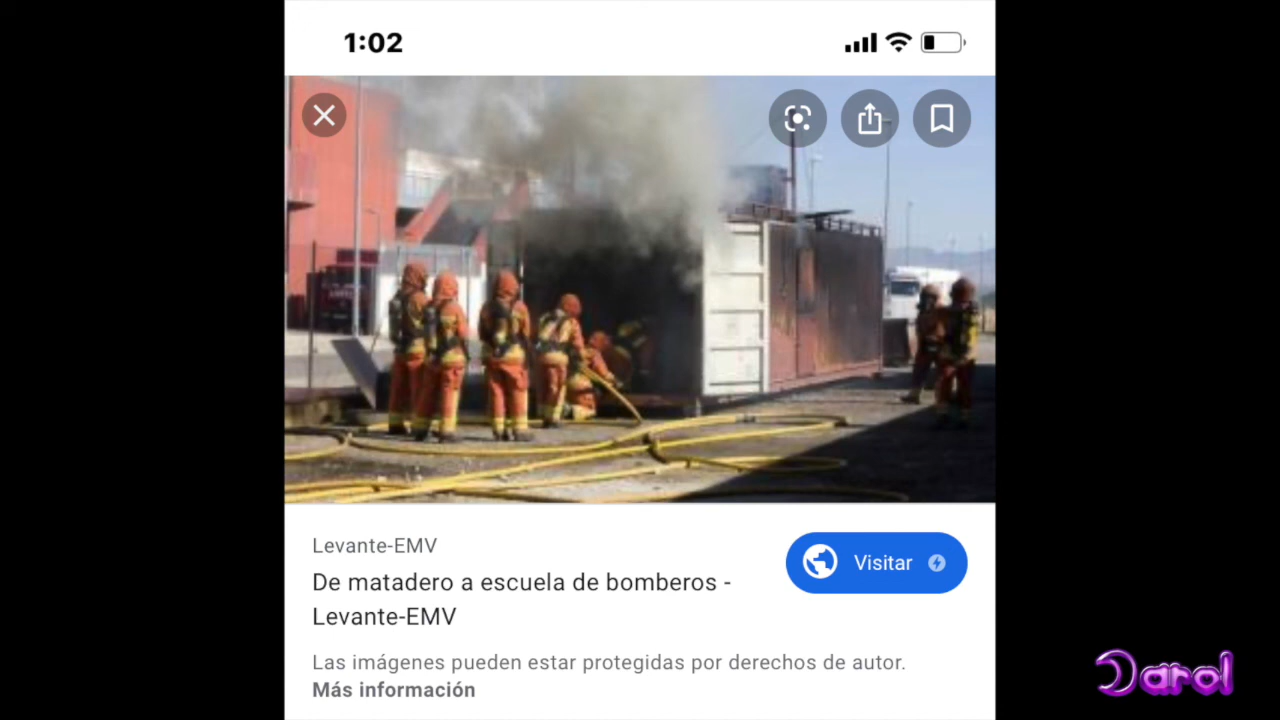 1:02
Levante-EMV
De matadero a escuela de bomberos -
Levante-EMV
Visitar
Las imágenes pueden estar protegidas por derechos de autor.
Más información
Darol